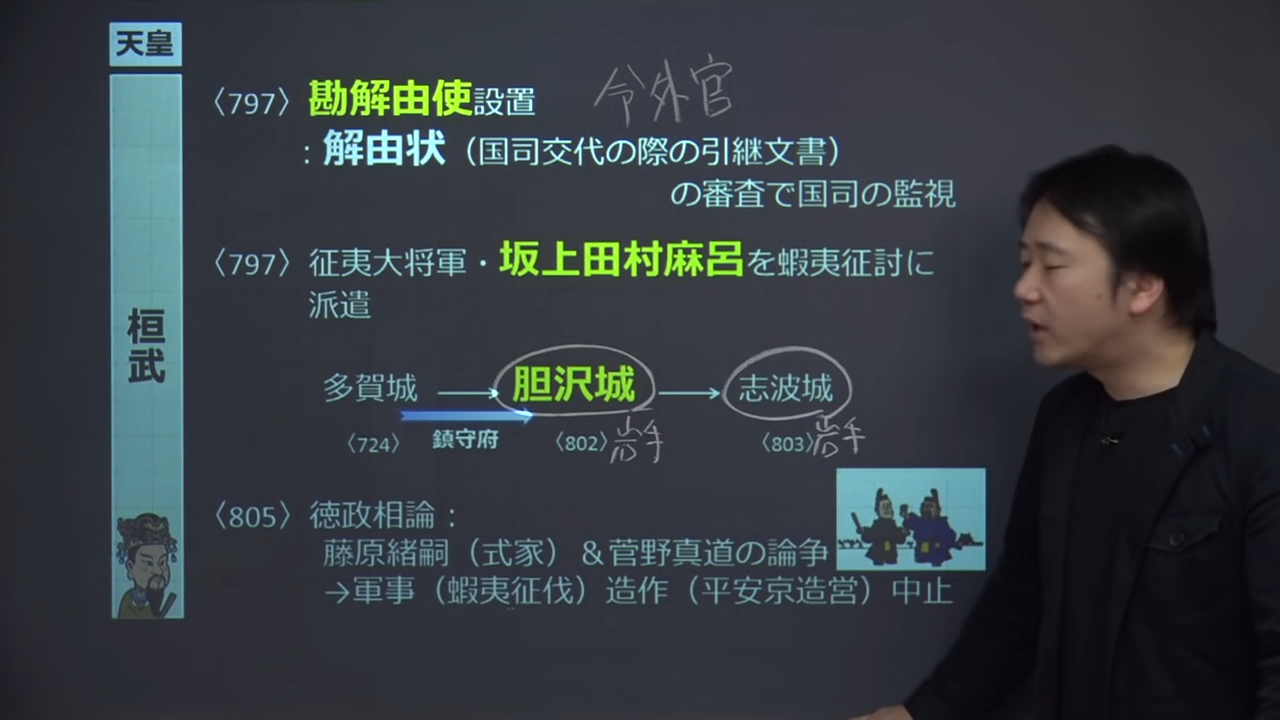 天皇
桓武
〈797〉勘解由使設置 令外官
：解由状（国司交代の際の引継文書）
の審査で国司の監視
〈797〉征夷大将軍・坂上田村麻呂を蝦夷征討に
派遣
多賀城 → 胆沢城 → 志波城
〈724〉 鎮守府 〈802〉岩手 〈803〉岩手
〈805〉徳政相論：
藤原緒嗣（式家）＆菅野真道の論争
→軍事（蝦夷征伐）造作（平安京造営）中止